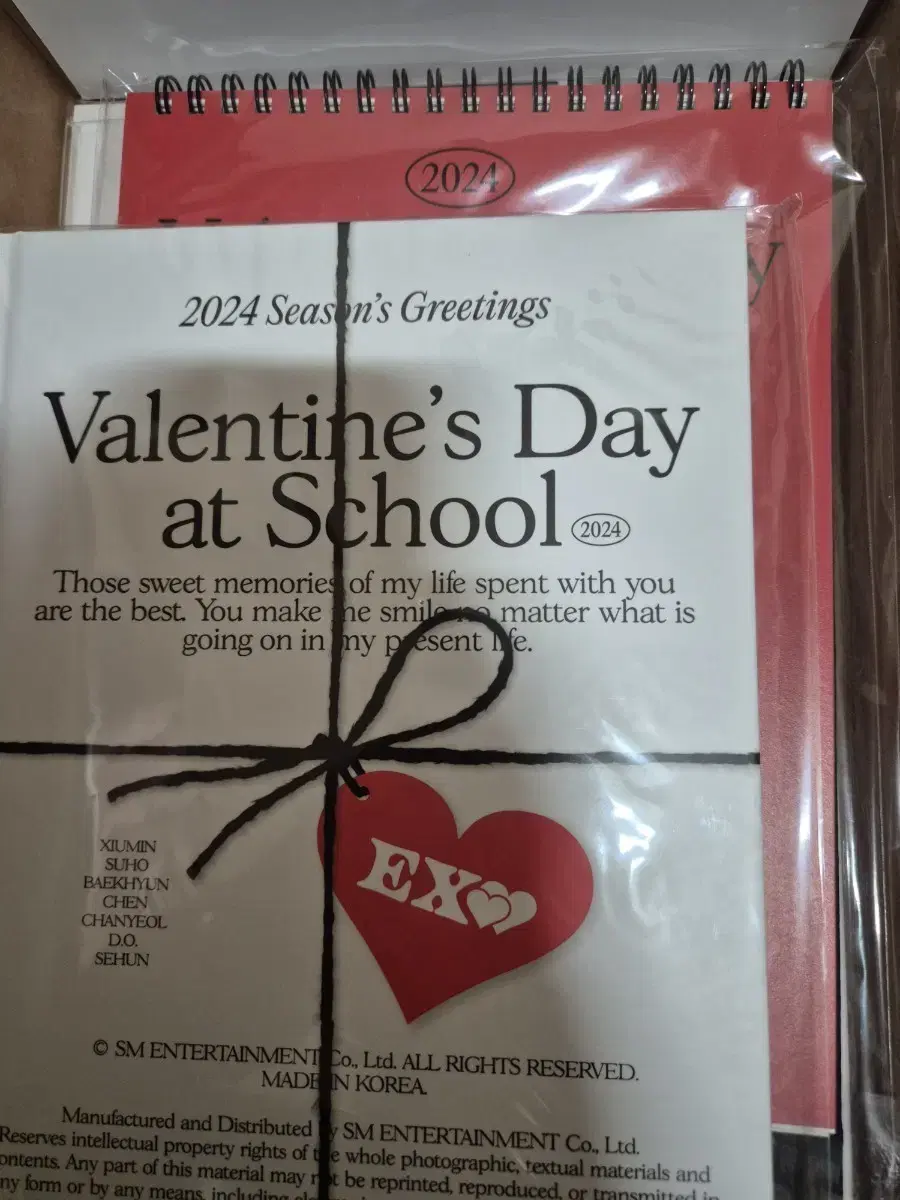 2024
y
2024 Season's Greetings
Valentine's Day
at School 2024
Those sweet memories of my life spent with you
are the best. You make me smile no matter what is
going on in my present life.
EXO
XIUMIN
SUHO
BAEKHYUN
CHEN
CHANYEOL
D.O.
SEHUN
© SM ENTERTAINMENT Co., Ltd. ALL RIGHTS RESERVED.
MADE IN KOREA.
Manufactured and Distributed by SM ENTERTAINMENT Co., Ltd.
Reserves intellectual property rights of the whole photographic, textual materials and
contents. Any part of this material may not be reprinted, reproduced, or transmitted in
any form or by any means, including